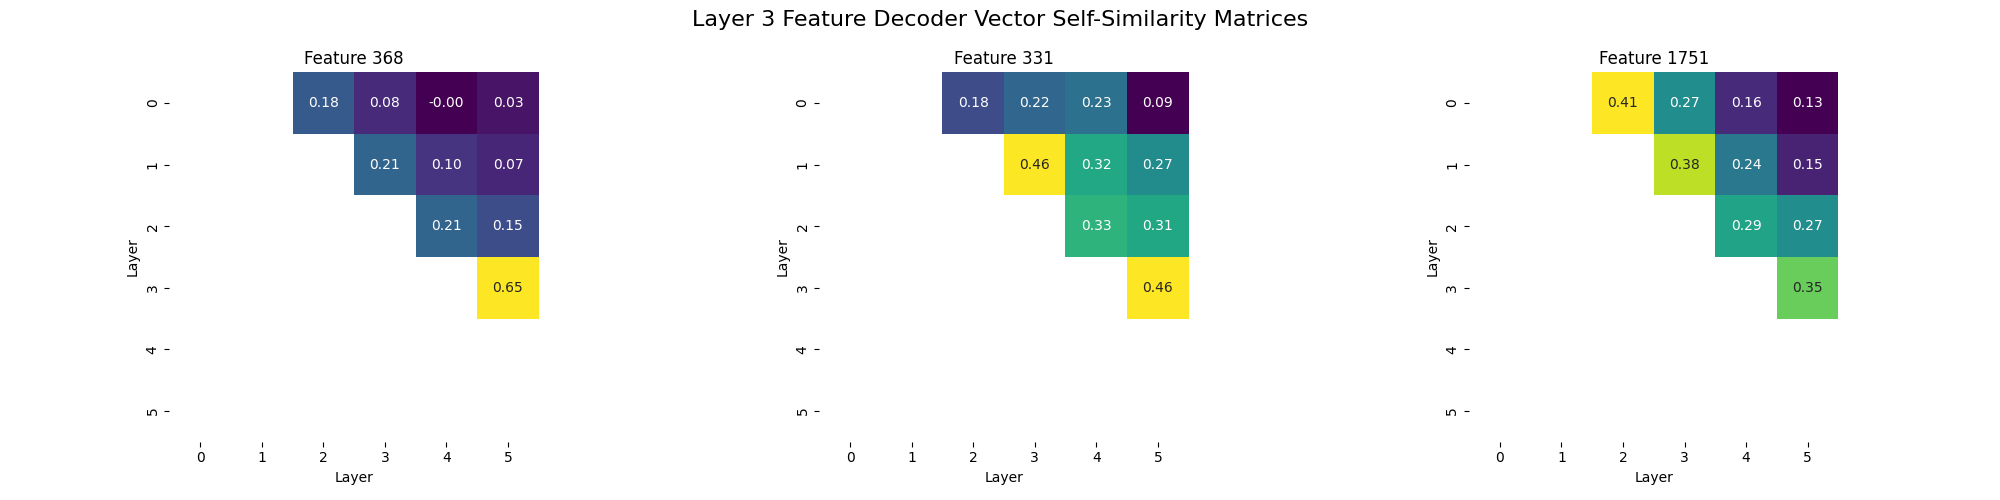 Layer 3 Feature Decoder Vector Self-Similarity Matrices
Feature 368
0 0.18 0.08 -0.00 0.03
1 0.21 0.10 0.07
2 0.21 0.15
3 0.65
4
5
Layer
0 1 2 3 4 5
Layer
Feature 331
0 0.18 0.22 0.23 0.09
1 0.46 0.32 0.27
2 0.33 0.31
3 0.46
4
5
Layer
0 1 2 3 4 5
Layer
Feature 1751
0 0.41 0.27 0.16 0.13
1 0.38 0.24 0.15
2 0.29 0.27
3 0.35
4
5
Layer
0 1 2 3 4 5
Layer